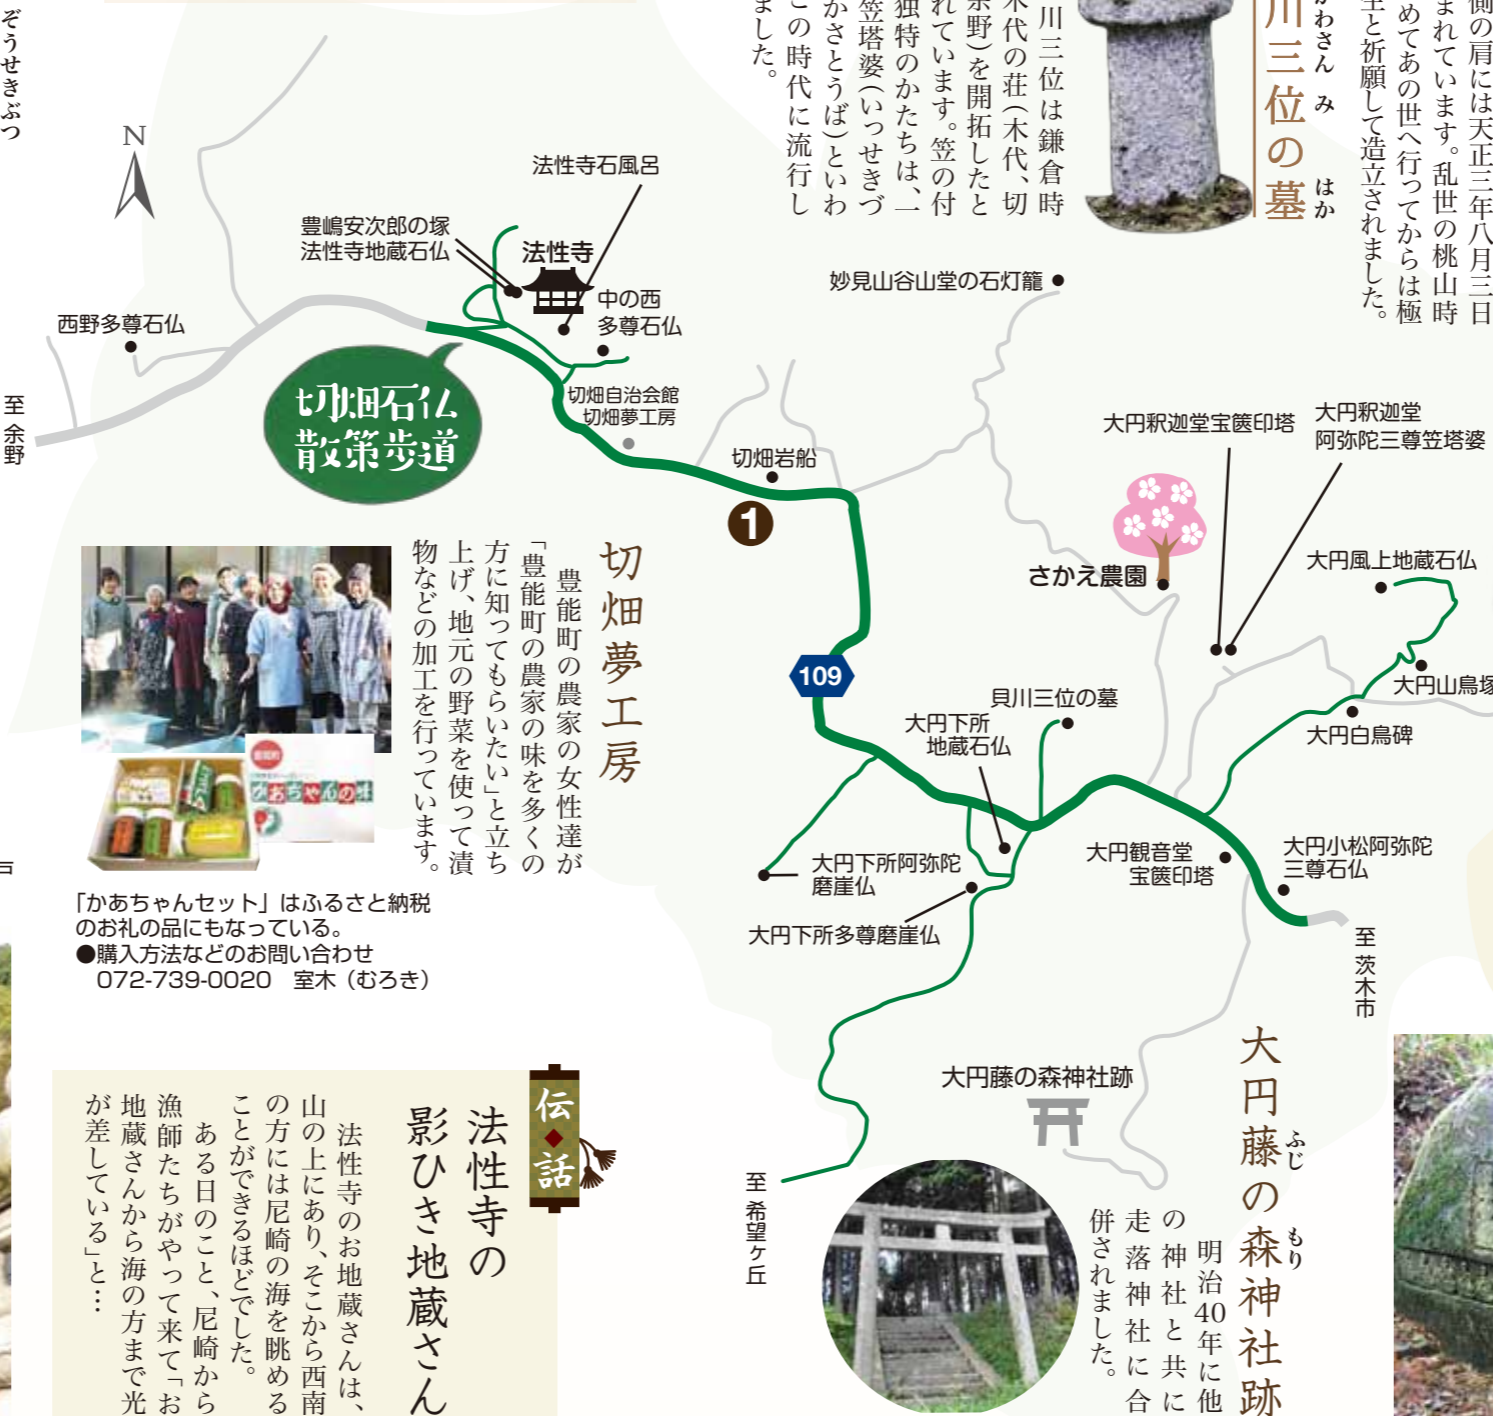 側の肩には天正三年八月三日
まれています。乱世の桃山時
めてあの世へ行ってからは極
生と祈願して造立されました。
川三位の墓
かわさん み はか
川三位は鎌倉時
木代の荘(木代、切
余野)を開拓したと
れています。笠の付
独特のかたちは、一
笠塔婆(いっせきづ
かさとうば)といわ
この時代に流行し
ました。
ぞうせきぶつ
N
法性寺石風呂
豊嶋安次郎の塚
法性寺地蔵石仏
法性寺
中の西
多尊石仏
西野多尊石仏
至 余野
切畑石仏
散策歩道
切畑自治会館
切畑夢工房
切畑岩船
1
妙見山谷山堂の石灯籠
大円釈迦堂宝篋印塔
大円釈迦堂
阿弥陀三尊笠塔婆
さかえ農園
大円風上地蔵石仏
大円山鳥塚
大円白鳥碑
109
貝川三位の墓
大円下所
地蔵石仏
大円下所阿弥陀
磨崖仏
大円下所多尊磨崖仏
大円観音堂
宝篋印塔
大円小松阿弥陀
三尊石仏
至 茨木市
至 希望ヶ丘
大円藤の森神社跡
切畑夢工房
豊能町の農家の女性達が
「豊能町の農家の味を多くの
方に知ってもらいたい」と立ち
上げ、地元の野菜を使って漬
物などの加工を行っています。
かあちゃんの味
「かあちゃんセット」はふるさと納税
のお礼の品にもなっている。
●購入方法などのお問い合わせ
072-739-0020 室木（むろき）
伝◆話
法性寺の
影ひき地蔵さん
法性寺のお地蔵さんは、
山の上にあり、そこから西南
の方には尼崎の海を眺める
ことができるほどでした。
ある日のこと、尼崎から
漁師たちがやって来て「お
地蔵さんから海の方まで光
が差している」と…
大円藤の森神社跡
ふじ もり
明治40年に他
の神社と共に
走落神社に合
併されました。